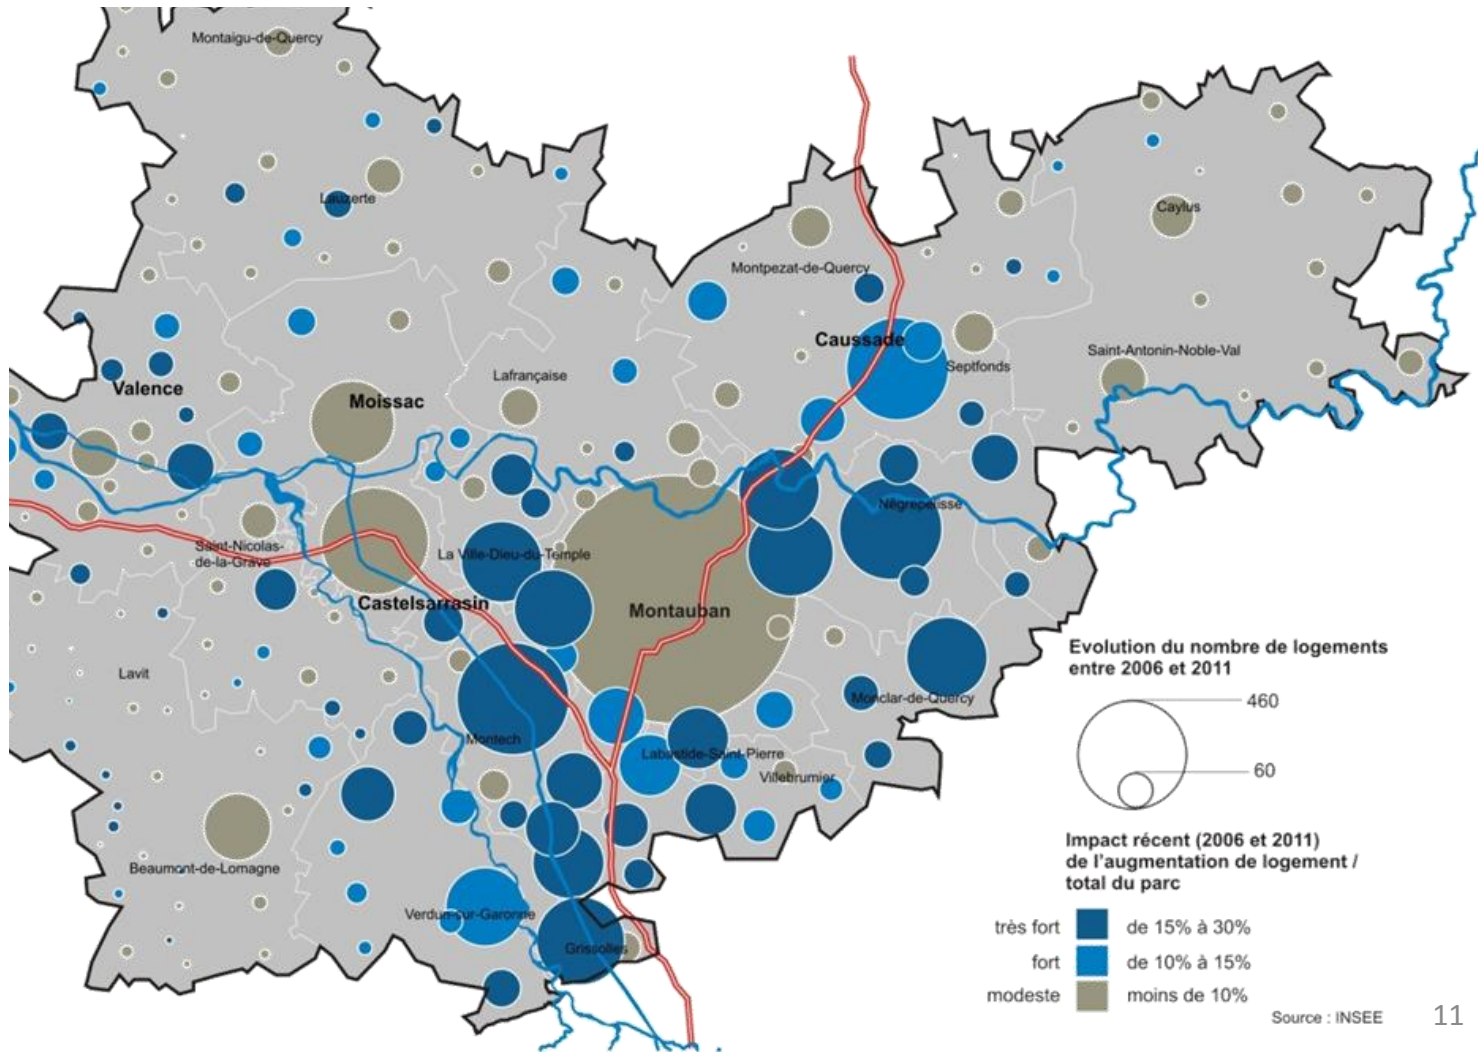 Montaigu-de-Quercy
Lauzerte
Caylus
Montpezat-de-Quercy
Caussade
Septfonds
Saint-Antonin-Noble-Val
Valence
Moissac
Lafrançaise
Nègrepelisse
Saint-Nicolas-
de-la-Grave
La Ville-Dieu-du-Temple
Castelsarrasin
Montauban
Lavit
Monclar-de-Quercy
Montech
Labastide-Saint-Pierre
Villebrumier
Beaumont-de-Lomagne
Verdun-sur-Garonne
Grissolles
Evolution du nombre de logements
entre 2006 et 2011
460
60
Impact récent (2006 et 2011)
de l'augmentation de logement /
total du parc
très fort de 15% à 30%
fort de 10% à 15%
modeste moins de 10%
Source : INSEE 11